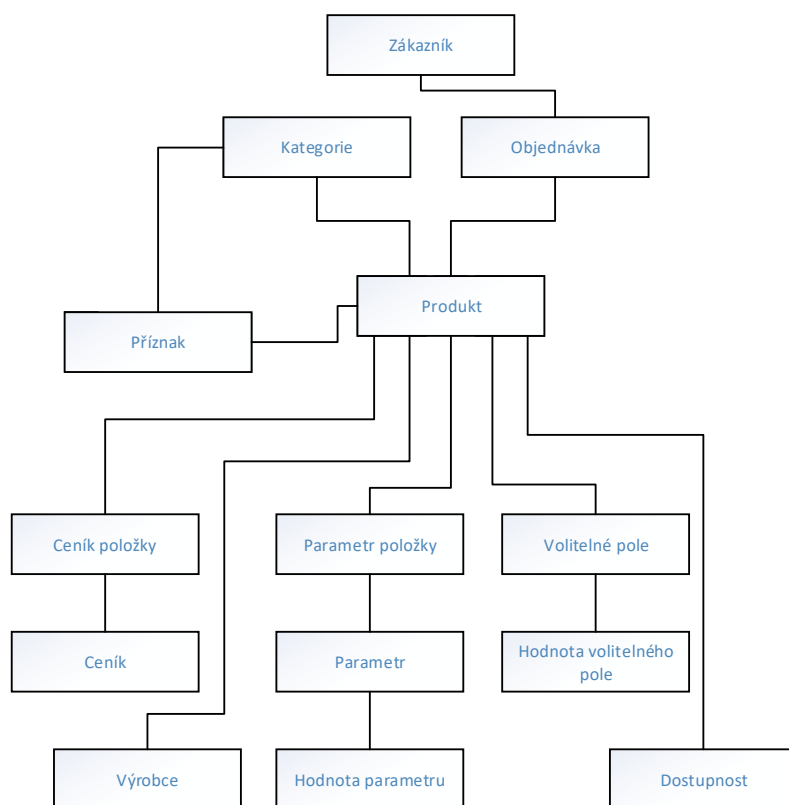 Zákazník
Kategorie
Objednávka
Produkt
Příznak
Ceník položky
Parametr položky
Volitelné pole
Ceník
Parametr
Hodnota volitelného
pole
Výrobce
Hodnota parametru
Dostupnost